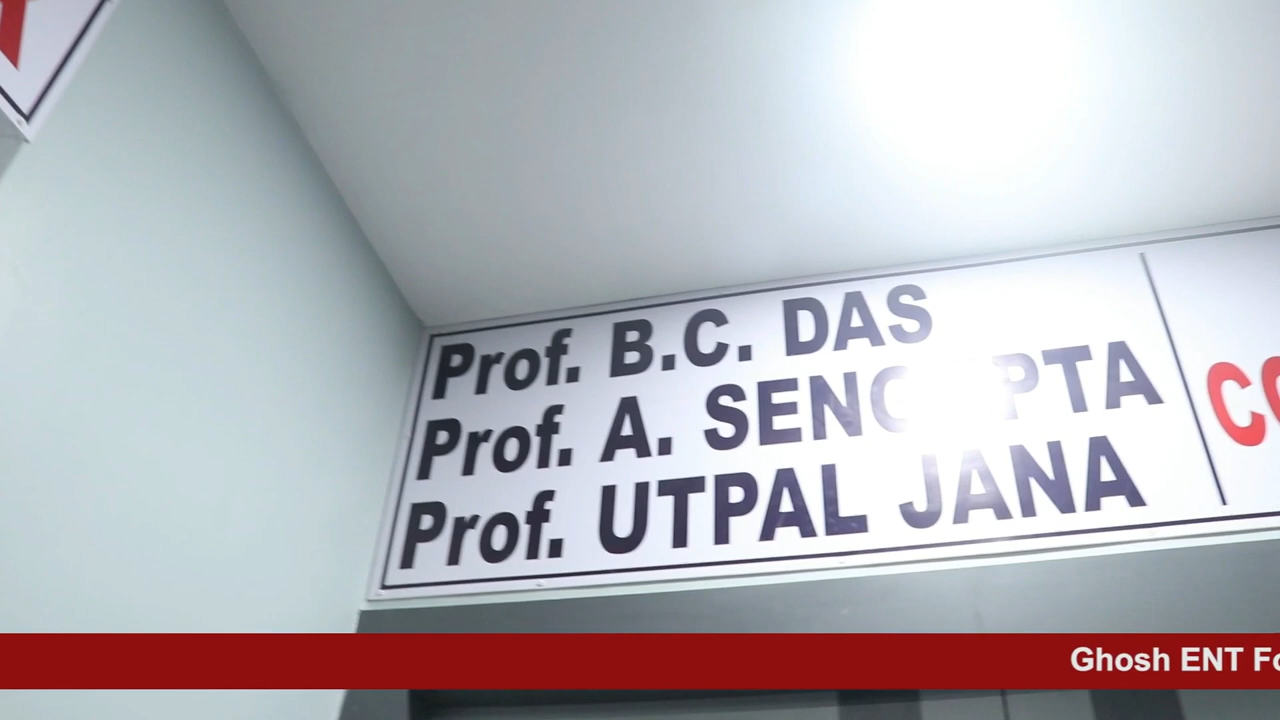 Prof. B.C. DAS
Prof. A.
Prof. UTPAL JANA
Ghosh ENT